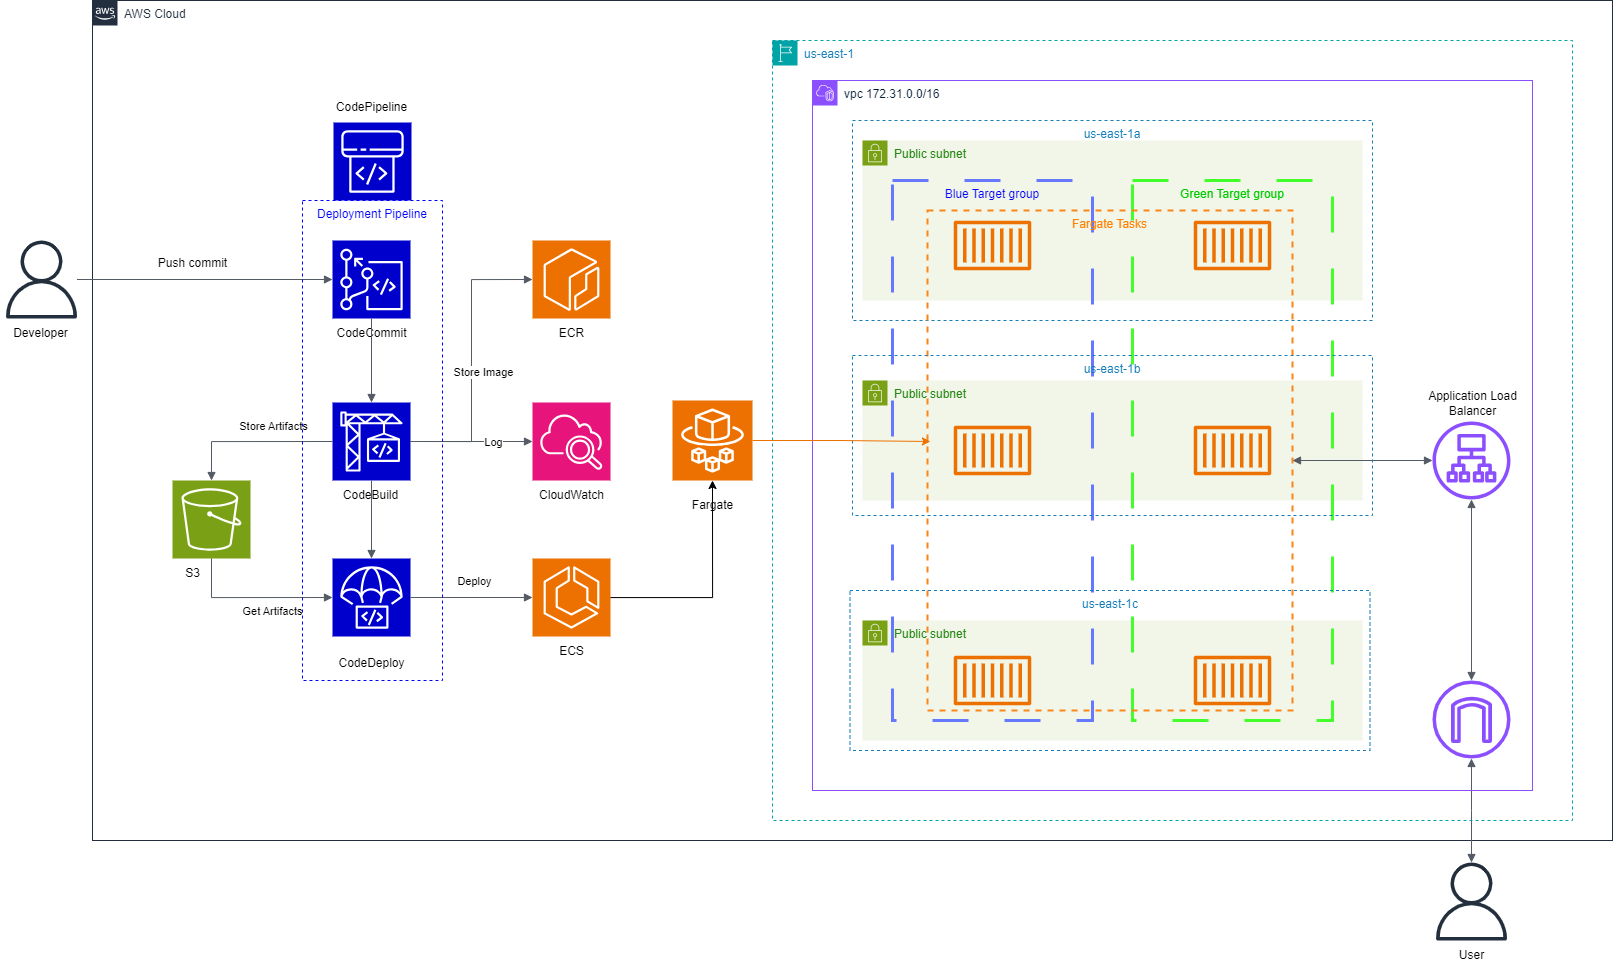 aws
AWS Cloud
us-east-1
vpc 172.31.0.0/16
CodePipeline
us-east-1a
Public subnet
Deployment Pipeline
Blue Target group
Green Target group
Fargate Tasks
Push commit
Developer
CodeCommit
ECR
Store Image
us-east-1b
Public subnet
Application Load
Balancer
Store Artifacts
Log
CodeBuild
CloudWatch
Fargate
S3
Deploy
Get Artifacts
us-east-1c
Public subnet
ECS
CodeDeploy
User